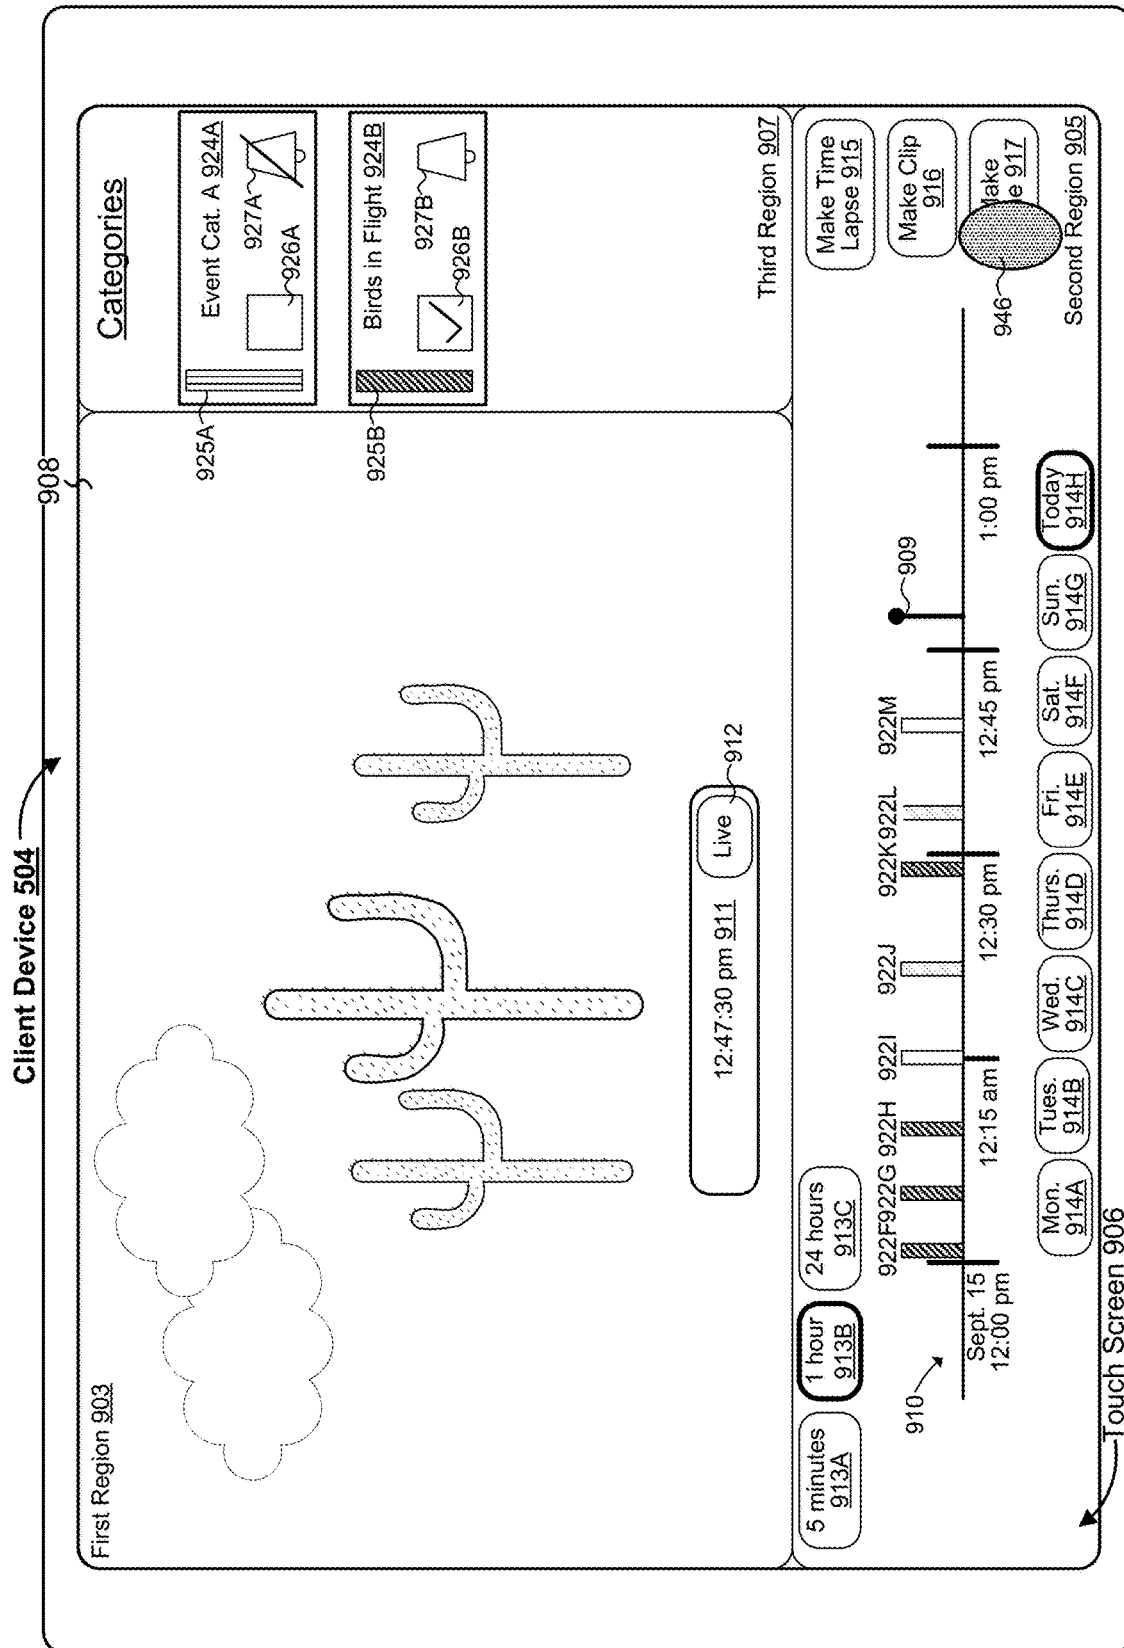 Client Device 504
908
First Region 903
Categories
925A
Event Cat. A 924A
927A
926A
925B
Birds in Flight 924B
927B
926B
12:47:30 pm 911
Live
912
Third Region 907
5 minutes
913A
1 hour
913B
24 hours
913C
Make Time
Lapse 915
Make Clip
916
Make
e 917
946
910
922F
922G
922H
922I
922J
922K
922L
922M
909
Sept. 15
12:00 pm
12:15 am
12:30 pm
12:45 pm
1:00 pm
Mon.
914A
Tues.
914B
Wed.
914C
Thurs.
914D
Fri.
914E
Sat.
914F
Sun.
914G
Today
914H
Second Region 905
Touch Screen 906